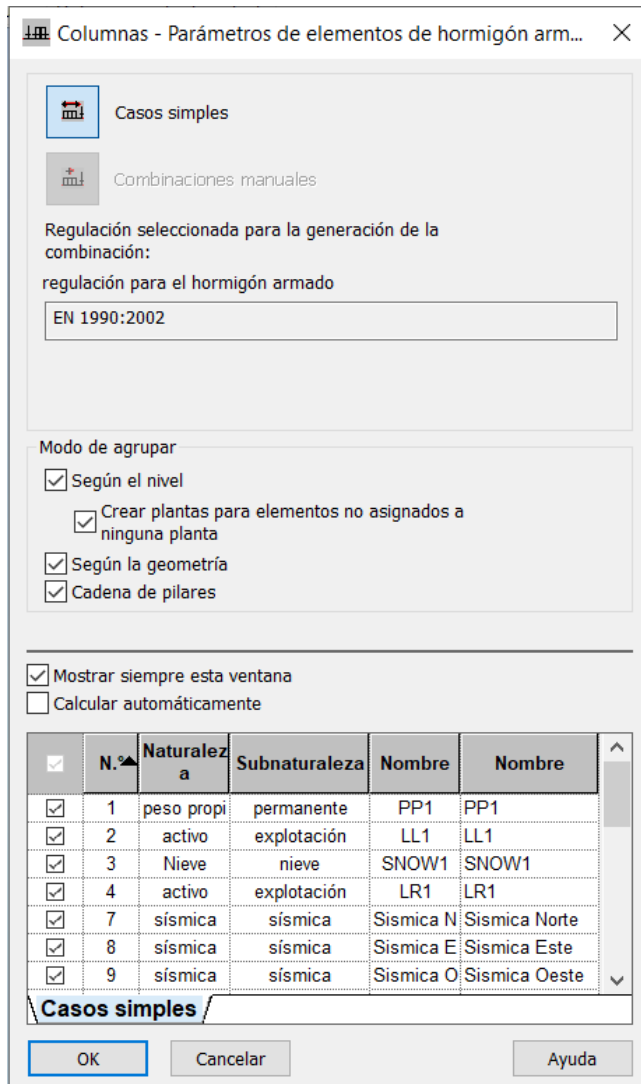 Columnas - Parámetros de elementos de hormigón arm...
Casos simples
Combinaciones manuales
Regulación seleccionada para la generación de la
combinación:
regulación para el hormigón armado
EN 1990:2002
Modo de agrupar
Según el nivel
Crear plantas para elementos no asignados a
ninguna planta
Según la geometría
Cadena de pilares
Mostrar siempre esta ventana
Calcular automáticamente
N.º Naturaleza Subnaturaleza Nombre Nombre
1 peso propi permanente PP1 PP1
2 activo explotación LL1 LL1
3 Nieve nieve SNOW1 SNOW1
4 activo explotación LR1 LR1
7 sísmica sísmica Sismica N Sismica Norte
8 sísmica sísmica Sismica E Sismica Este
9 sísmica sísmica Sismica O Sismica Oeste
Casos simples
OK Cancelar Ayuda